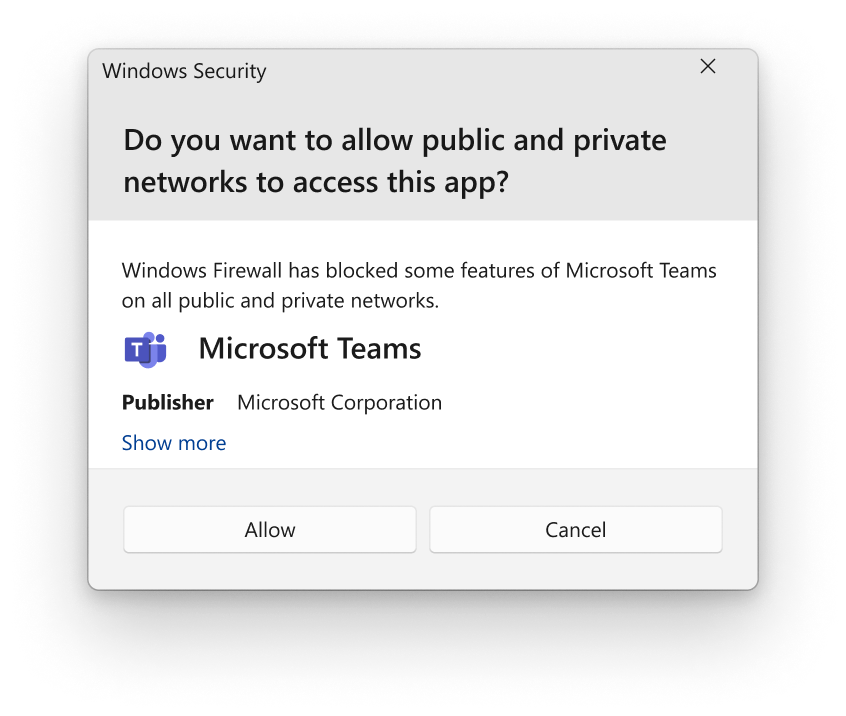 Windows Security
Do you want to allow public and private
networks to access this app?
Windows Firewall has blocked some features of Microsoft Teams
on all public and private networks.
T
Microsoft Teams
Publisher Microsoft Corporation
Show more
Allow Cancel